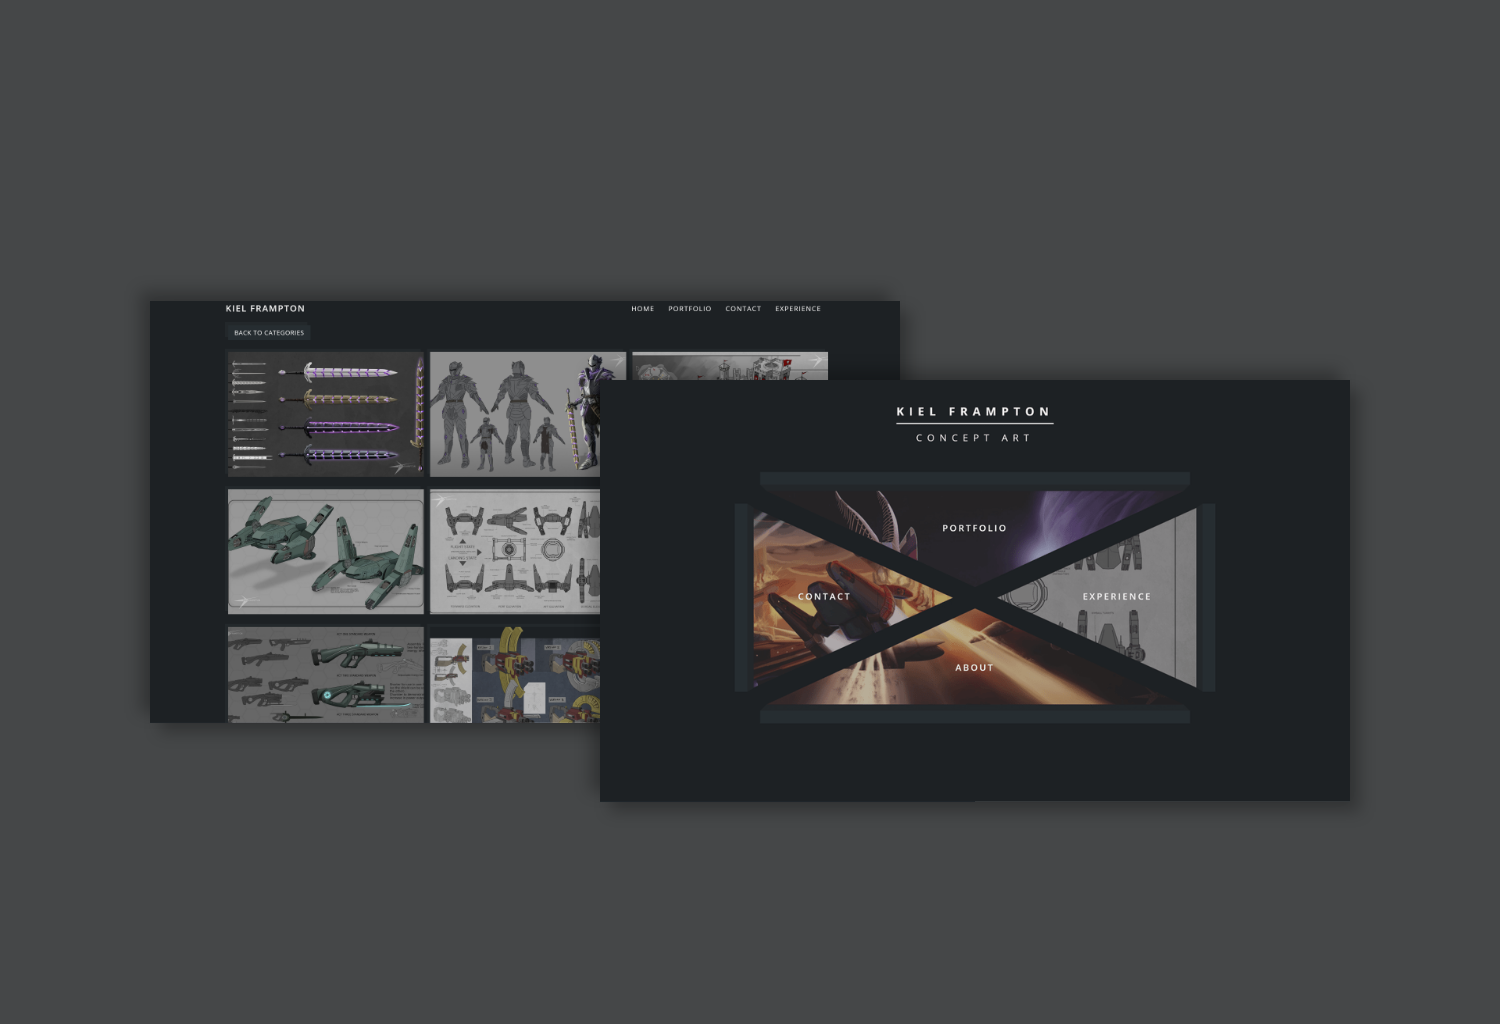 KIEL FRAMPTON
HOME PORTFOLIO CONTACT EXPERIENCE
BACK TO CATEGORIES
KIEL FRAMPTON
CONCEPT ART
PORTFOLIO
CONTACT
EXPERIENCE
ABOUT